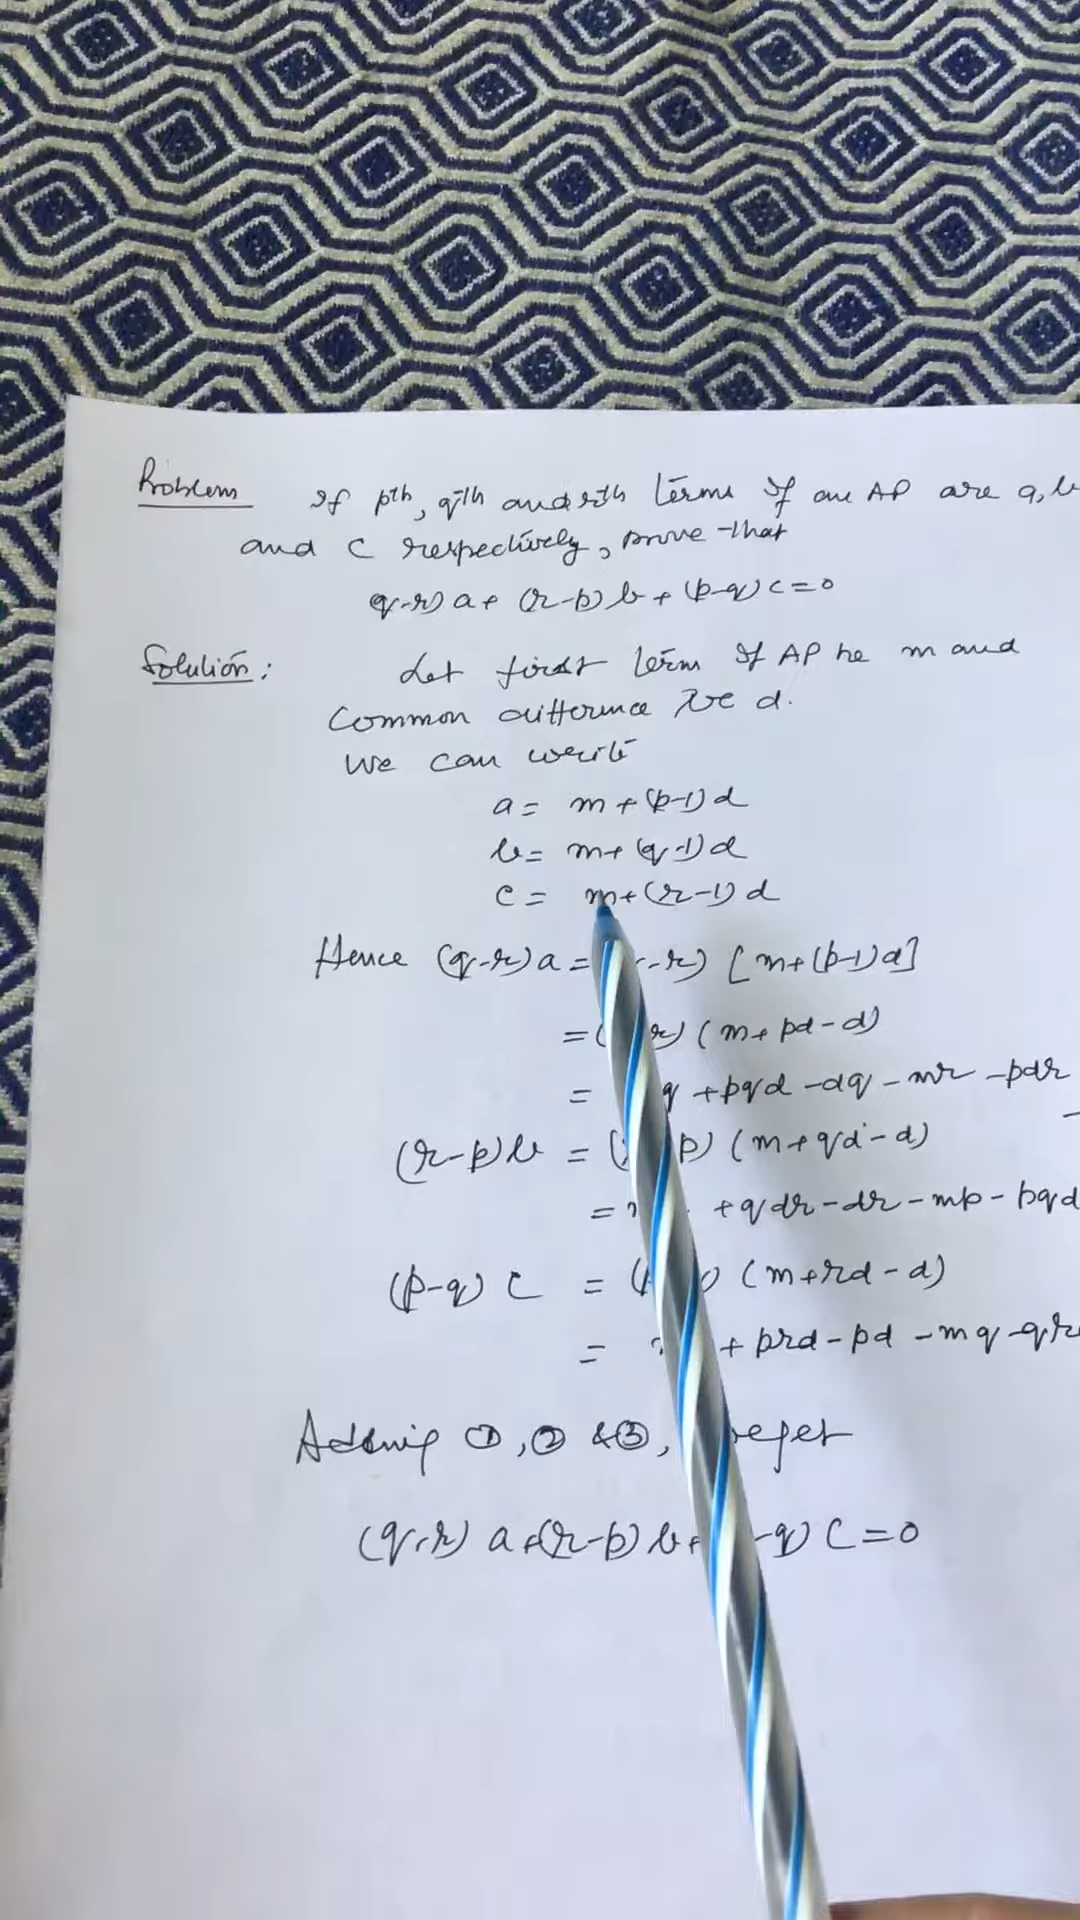 Problem If pth, qth and rth terms of an AP are a, b
and c respectively, prove that
(q-r) a + (r-p) b + (p-q) c = 0
Solution: Let first term of AP be m and
Common difference be d.
We can write
a = m + (p-1) d
b = m + (q-1) d
c = m + (r-1) d
Hence (q-r) a = -r) [m + (p-1) d]
= ( r) (m + pd - d)
= q + pqd - dq - mr - pdr
(r-p) b = ( p) (m + qd - d)
= + qdr - dr - mp - pqd
(p-q) c = ( ) (m + rd - d)
= + prd - pd - mq - qr
Adding ①, ② & ③, we get
(q-r) a + (r-p) b + -q) c = 0